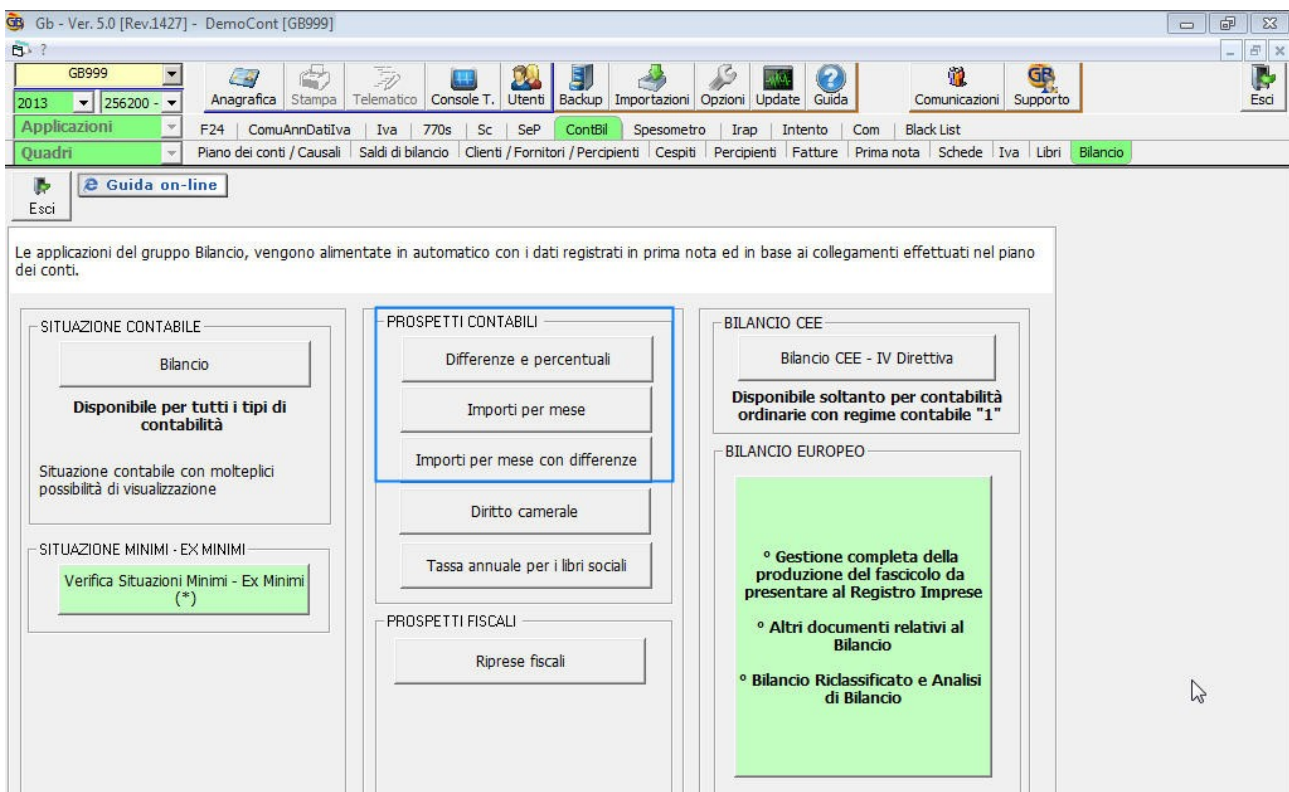 Gb - Ver. 5.0 [Rev.1427] - DemoCont [GB999]
?
GB999
2013 256200 -
Anagrafica Stampa Telematico Console T. Utenti Backup Importazioni Opzioni Update Guida Comunicazioni Supporto Esci
Applicazioni F24 ComuAnnDatiIva Iva 770s Sc SeP ContBil Spesometro Irap Intento Com Black List
Quadri Piano dei conti / Causali Saldi di bilancio Clienti / Fornitori / Percipienti Cespiti Percipienti Fatture Prima nota Schede Iva Libri Bilancio
Esci Guida on-line
Le applicazioni del gruppo Bilancio, vengono alimentate in automatico con i dati registrati in prima nota ed in base ai collegamenti effettuati nel piano
dei conti.
SITUAZIONE CONTABILE
Bilancio
Disponibile per tutti i tipi di
contabilità
Situazione contabile con molteplici
possibilità di visualizzazione
SITUAZIONE MINIMI - EX MINIMI
Verifica Situazioni Minimi - Ex Minimi
(*)
PROSPETTI CONTABILI
Differenze e percentuali
Importi per mese
Importi per mese con differenze
Diritto camerale
Tassa annuale per i libri sociali
PROSPETTI FISCALI
Riprese fiscali
BILANCIO CEE
Bilancio CEE - IV Direttiva
Disponibile soltanto per contabilità
ordinarie con regime contabile "1"
BILANCIO EUROPEO
° Gestione completa della
produzione del fascicolo da
presentare al Registro Imprese
° Altri documenti relativi al
Bilancio
° Bilancio Riclassificato e Analisi
di Bilancio